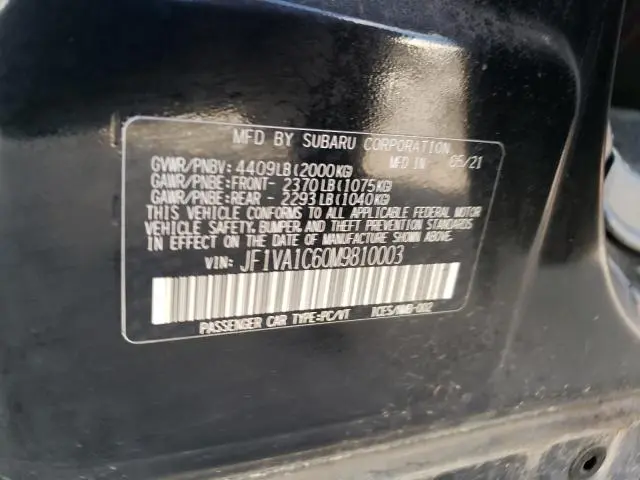 MFD BY SUBARU CORPORATION
GVWR/PNBV: 4409LB(2000KG) MFD IN 05/21
GAWR/PNBE:FRONT- 2370LB(1075KG)
GAWR/PNBE:REAR - 2293LB(1040KG)
THIS VEHICLE CONFORMS TO ALL APPLICABLE FEDERAL MOTOR
VEHICLE SAFETY,BUMPER, AND THEFT PREVENTION STANDARDS
IN EFFECT ON THE DATE OF MANUFACTURE SHOWN ABOVE.
VIN: JF1VA1C60M9810003
PASSENGER CAR TYPE:PC/VT ICES/NMB-002